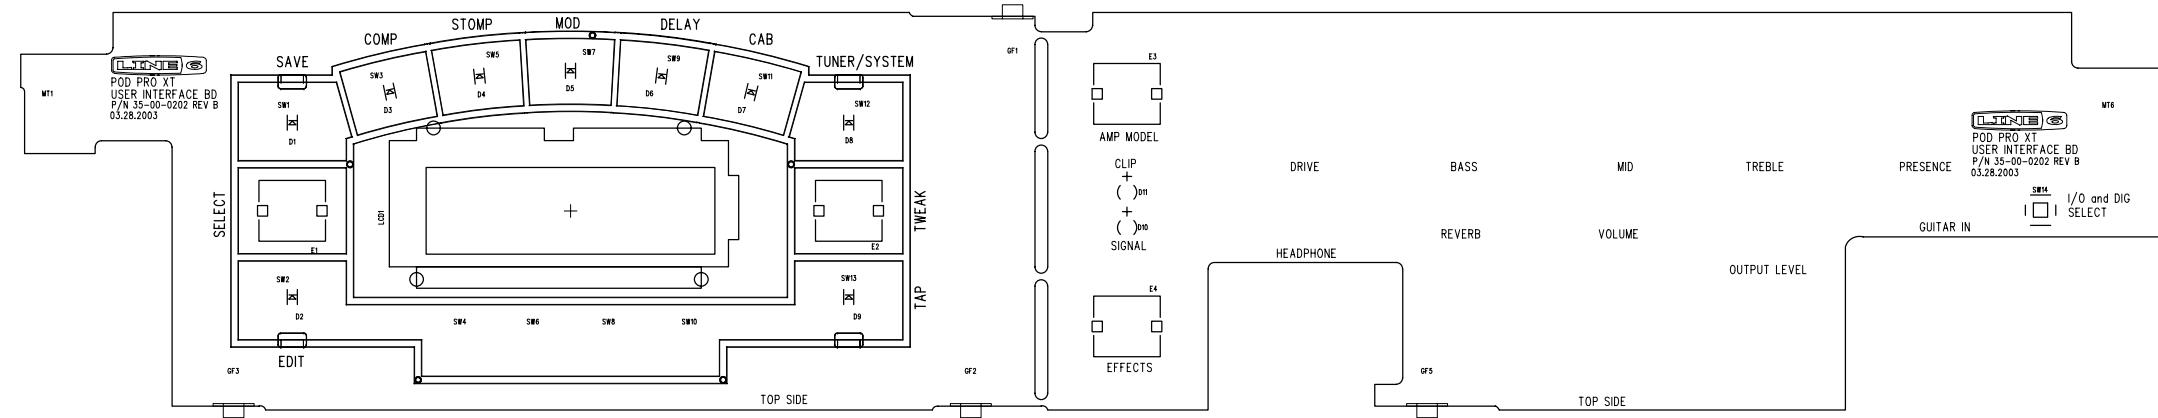 LINE 6
POD PRO XT
USER INTERFACE BD
P/N 35-00-0202 REV B
03.28.2003
MT1
SAVE
COMP
STOMP
MOD
DELAY
CAB
TUNER/SYSTEM
SW1
D1
SW3
D3
SW5
D4
SW7
D5
SW9
D6
SW11
D7
SW12
D8
SELECT
E1
LCD1
E2
TWEAK
SW2
D2
EDIT
SW4
SW6
SW8
SW10
SW13
D9
TAP
GF3
GF2
GF1
TOP SIDE
E3
AMP MODEL
CLIP
D11
D10
SIGNAL
E4
EFFECTS
DRIVE
BASS
MID
TREBLE
PRESENCE
REVERB
VOLUME
HEADPHONE
OUTPUT LEVEL
GUITAR IN
GF5
TOP SIDE
MT6
LINE 6
POD PRO XT
USER INTERFACE BD
P/N 35-00-0202 REV B
03.28.2003
SW14
I/O and DIG
SELECT